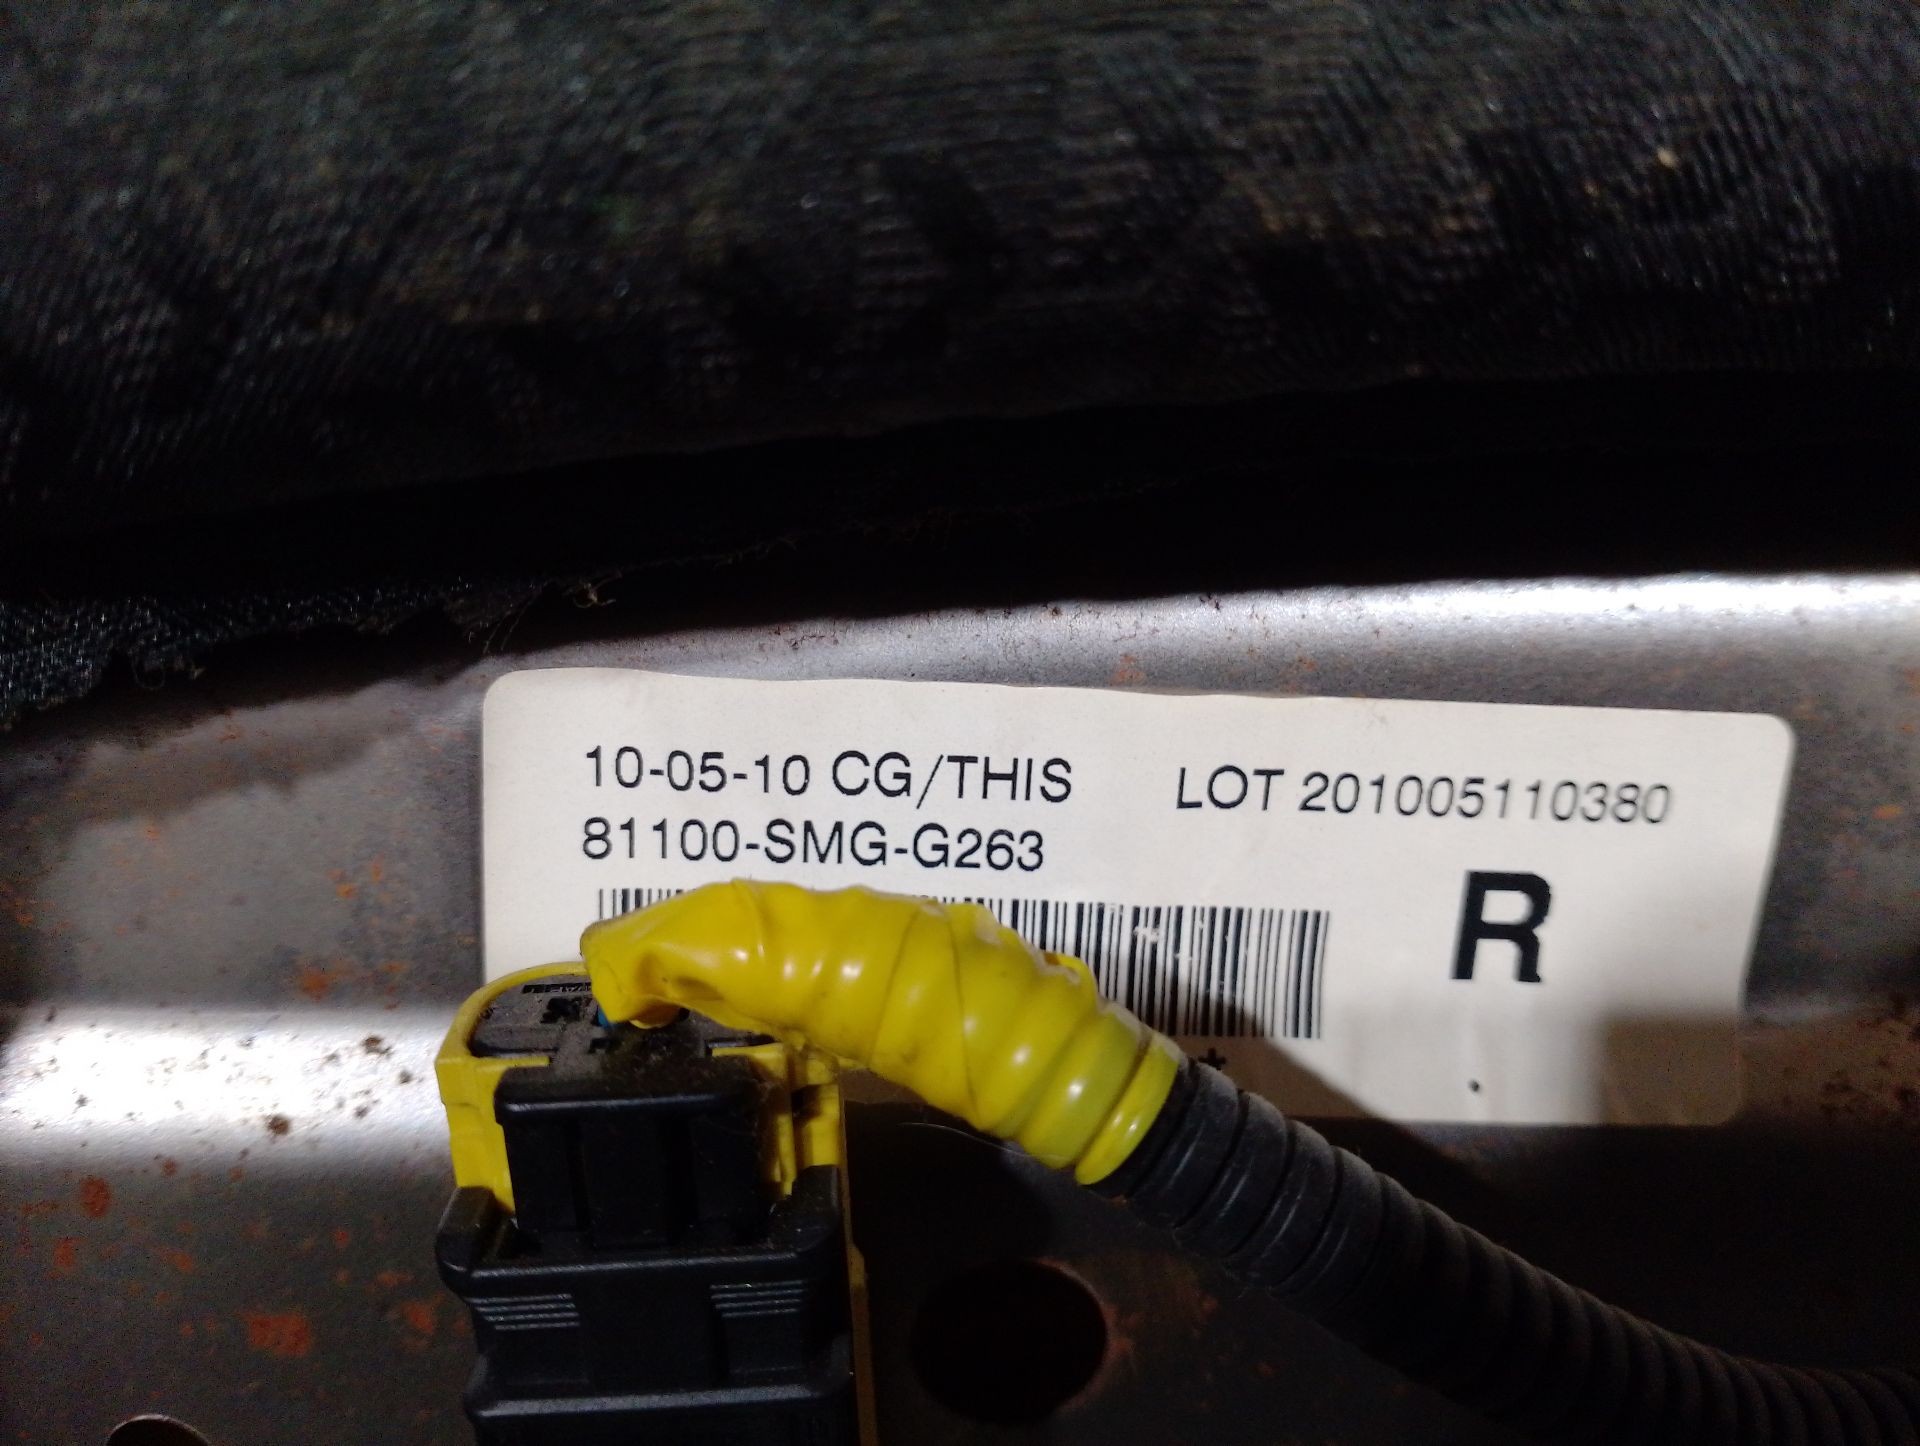 10-05-10 CG/THIS LOT 201005110380
81100-SMG-G263
R
*